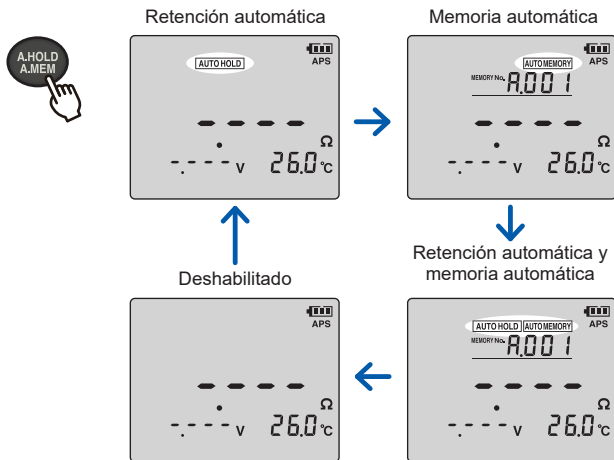 Retención automática
Memoria automática
A.HOLD
A.MEM
AUTO HOLD
APS
- - - -
Ω
-.- - - V 26.0 °C
AUTO MEMORY
APS
MEMORY No. A.001
- - - -
Ω
-.- - - V 26.0 °C
Retención automática y
memoria automática
Deshabilitado
APS
- - - -
Ω
-.- - - V 26.0 °C
APS
AUTO HOLD AUTO MEMORY
MEMORY No. A.001
- - - -
Ω
-.- - - V 26.0 °C